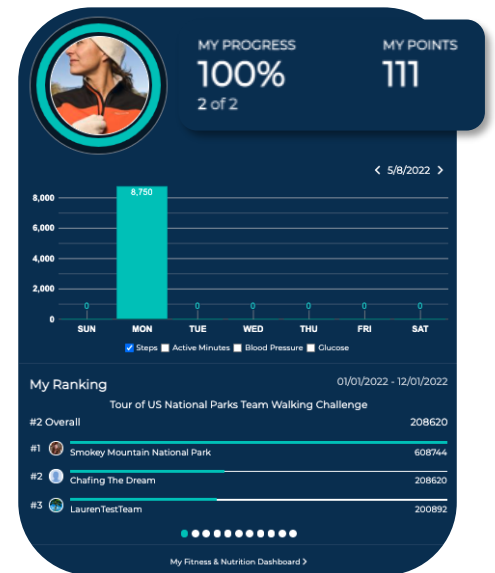 MY PROGRESS
100%
2 of 2
MY POINTS
111
5/8/2022
8,000
6,000
4,000
2,000
0
0
8,750
0
0
0
0
0
SUN MON TUE WED THU FRI SAT
Steps Active Minutes Blood Pressure Glucose
My Ranking
01/01/2022 - 12/01/2022
Tour of US National Parks Team Walking Challenge
#2 Overall 208620
#1 Smokey Mountain National Park 608744
#2 Chafing The Dream 208620
#3 LaurenTestTeam 200892
My Fitness & Nutrition Dashboard